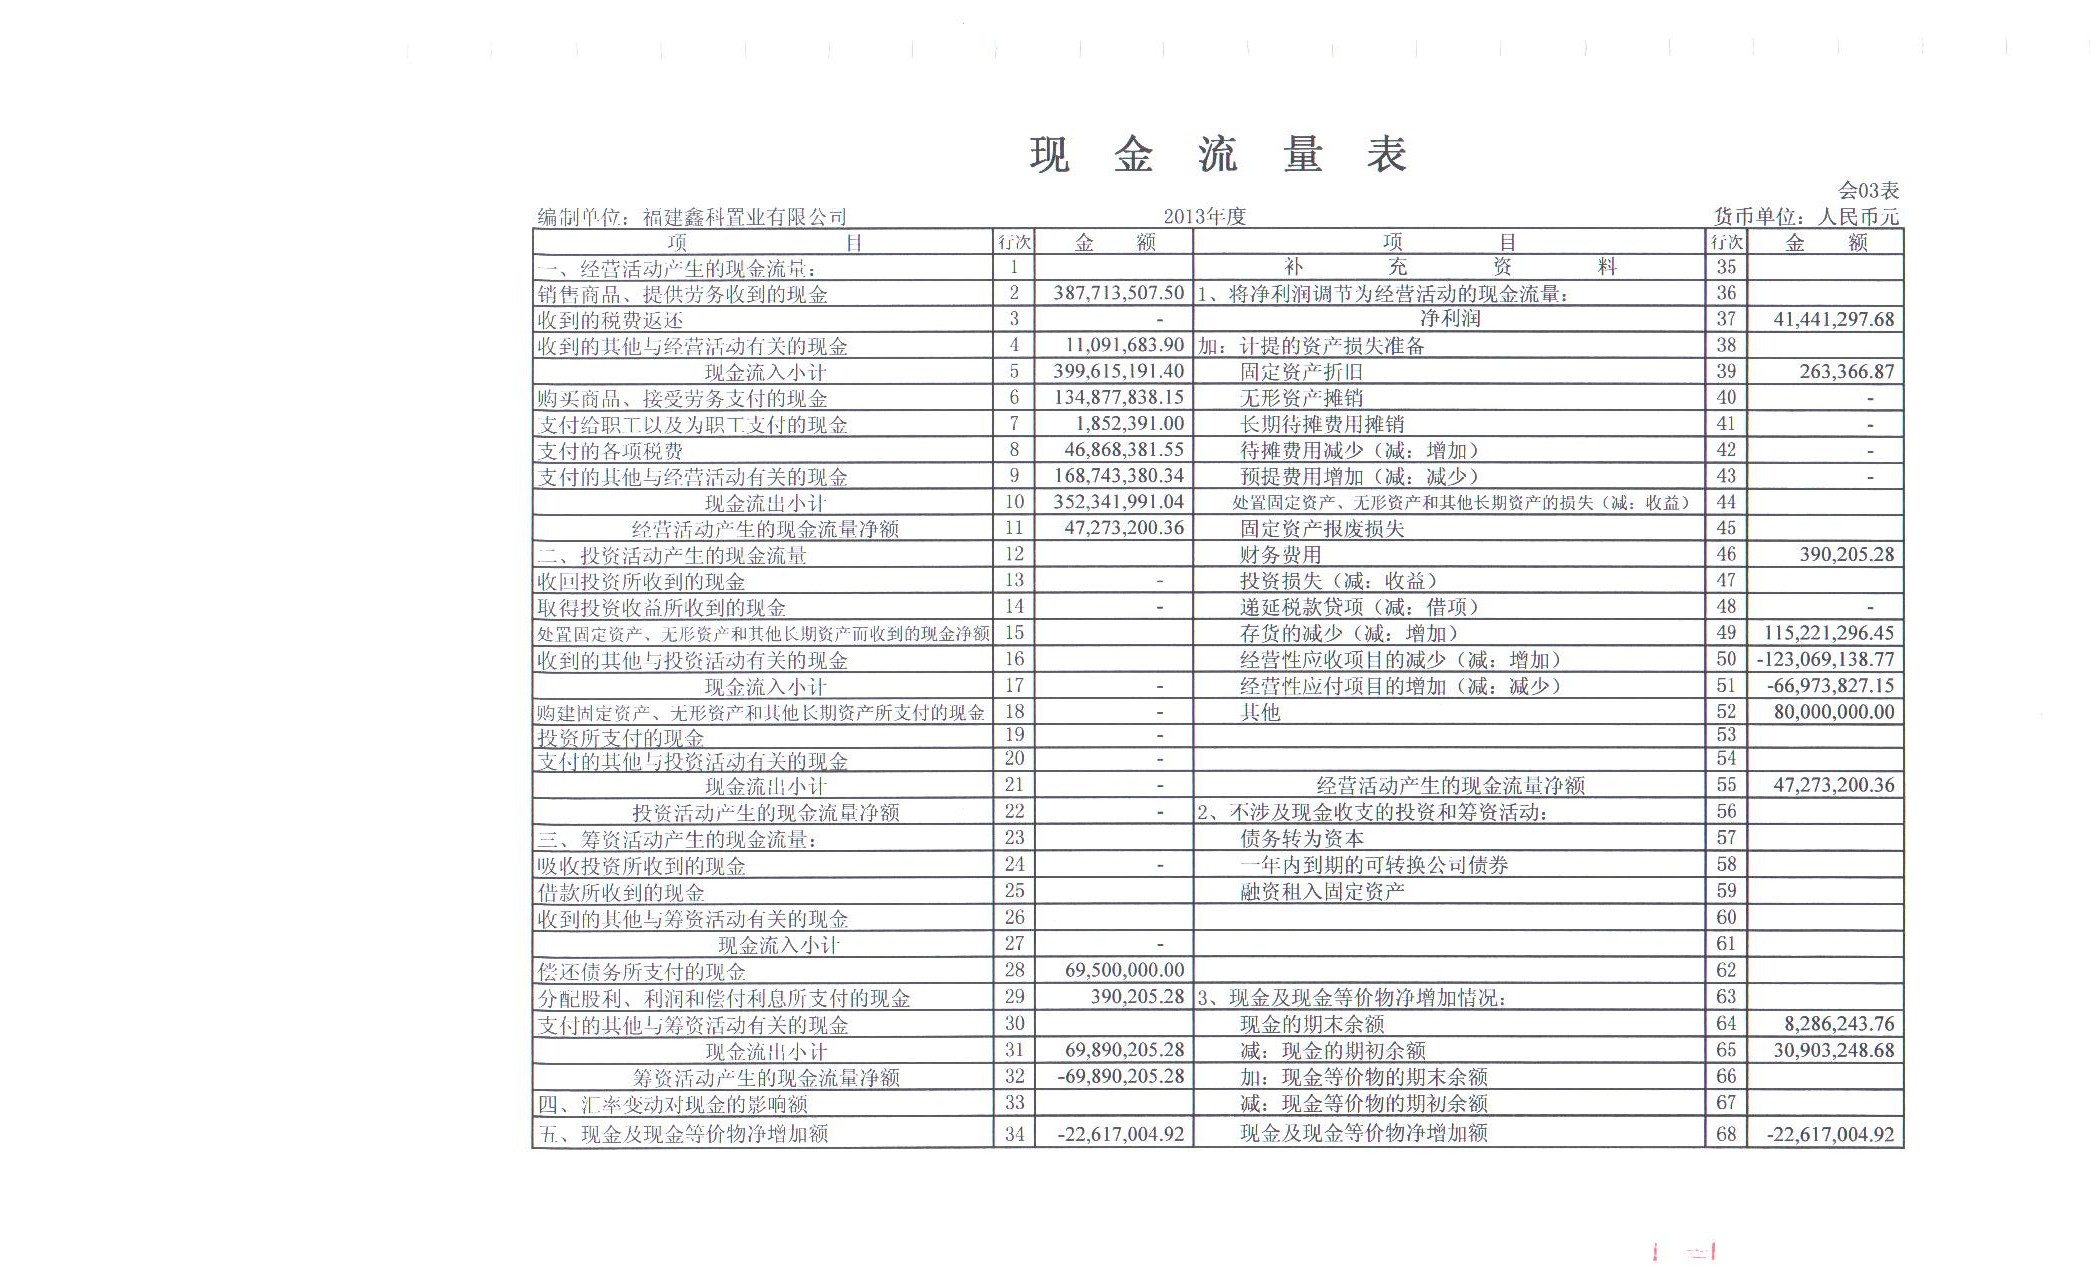 现金流量表
会03表
编制单位：福建鑫科置业有限公司 2013年度 货币单位：人民币元
项 目 行次 金 额 项 目 行次 金 额
一、经营活动产生的现金流量： 1 补 充 资 料 35
销售商品、提供劳务收到的现金 2 387,713,507.50 1、将净利润调节为经营活动的现金流量： 36
收到的税费返还 3 - 净利润 37 41,441,297.68
收到的其他与经营活动有关的现金 4 11,091,683.90 加：计提的资产损失准备 38
现金流入小计 5 399,615,191.40 固定资产折旧 39 263,366.87
购买商品、接受劳务支付的现金 6 134,877,838.15 无形资产摊销 40 -
支付给职工以及为职工支付的现金 7 1,852,391.00 长期待摊费用摊销 41 -
支付的各项税费 8 46,868,381.55 待摊费用减少（减：增加） 42 -
支付的其他与经营活动有关的现金 9 168,743,380.34 预提费用增加（减：减少） 43 -
现金流出小计 10 352,341,991.04 处置固定资产、无形资产和其他长期资产的损失（减：收益） 44
经营活动产生的现金流量净额 11 47,273,200.36 固定资产报废损失 45
二、投资活动产生的现金流量 12 财务费用 46 390,205.28
收回投资所收到的现金 13 - 投资损失（减：收益） 47
取得投资收益所收到的现金 14 - 递延税款贷项（减：借项） 48 -
处置固定资产、无形资产和其他长期资产而收到的现金净额 15 存货的减少（减：增加） 49 115,221,296.45
收到的其他与投资活动有关的现金 16 经营性应收项目的减少（减：增加） 50 -123,069,138.77
现金流入小计 17 - 经营性应付项目的增加（减：减少） 51 -66,973,827.15
购建固定资产、无形资产和其他长期资产所支付的现金 18 - 其他 52 80,000,000.00
投资所支付的现金 19 - 53
支付的其他与投资活动有关的现金 20 - 54
现金流出小计 21 - 经营活动产生的现金流量净额 55 47,273,200.36
投资活动产生的现金流量净额 22 - 2、不涉及现金收支的投资和筹资活动： 56
三、筹资活动产生的现金流量： 23 债务转为资本 57
吸收投资所收到的现金 24 - 一年内到期的可转换公司债券 58
借款所收到的现金 25 融资租入固定资产 59
收到的其他与筹资活动有关的现金 26 60
现金流入小计 27 - 61
偿还债务所支付的现金 28 69,500,000.00 62
分配股利、利润和偿付利息所支付的现金 29 390,205.28 3、现金及现金等价物净增加情况： 63
支付的其他与筹资活动有关的现金 30 现金的期末余额 64 8,286,243.76
现金流出小计 31 69,890,205.28 减：现金的期初余额 65 30,903,248.68
筹资活动产生的现金流量净额 32 -69,890,205.28 加：现金等价物的期末余额 66
四、汇率变动对现金的影响额 33 减：现金等价物的期初余额 67
五、现金及现金等价物净增加额 34 -22,617,004.92 现金及现金等价物净增加额 68 -22,617,004.92